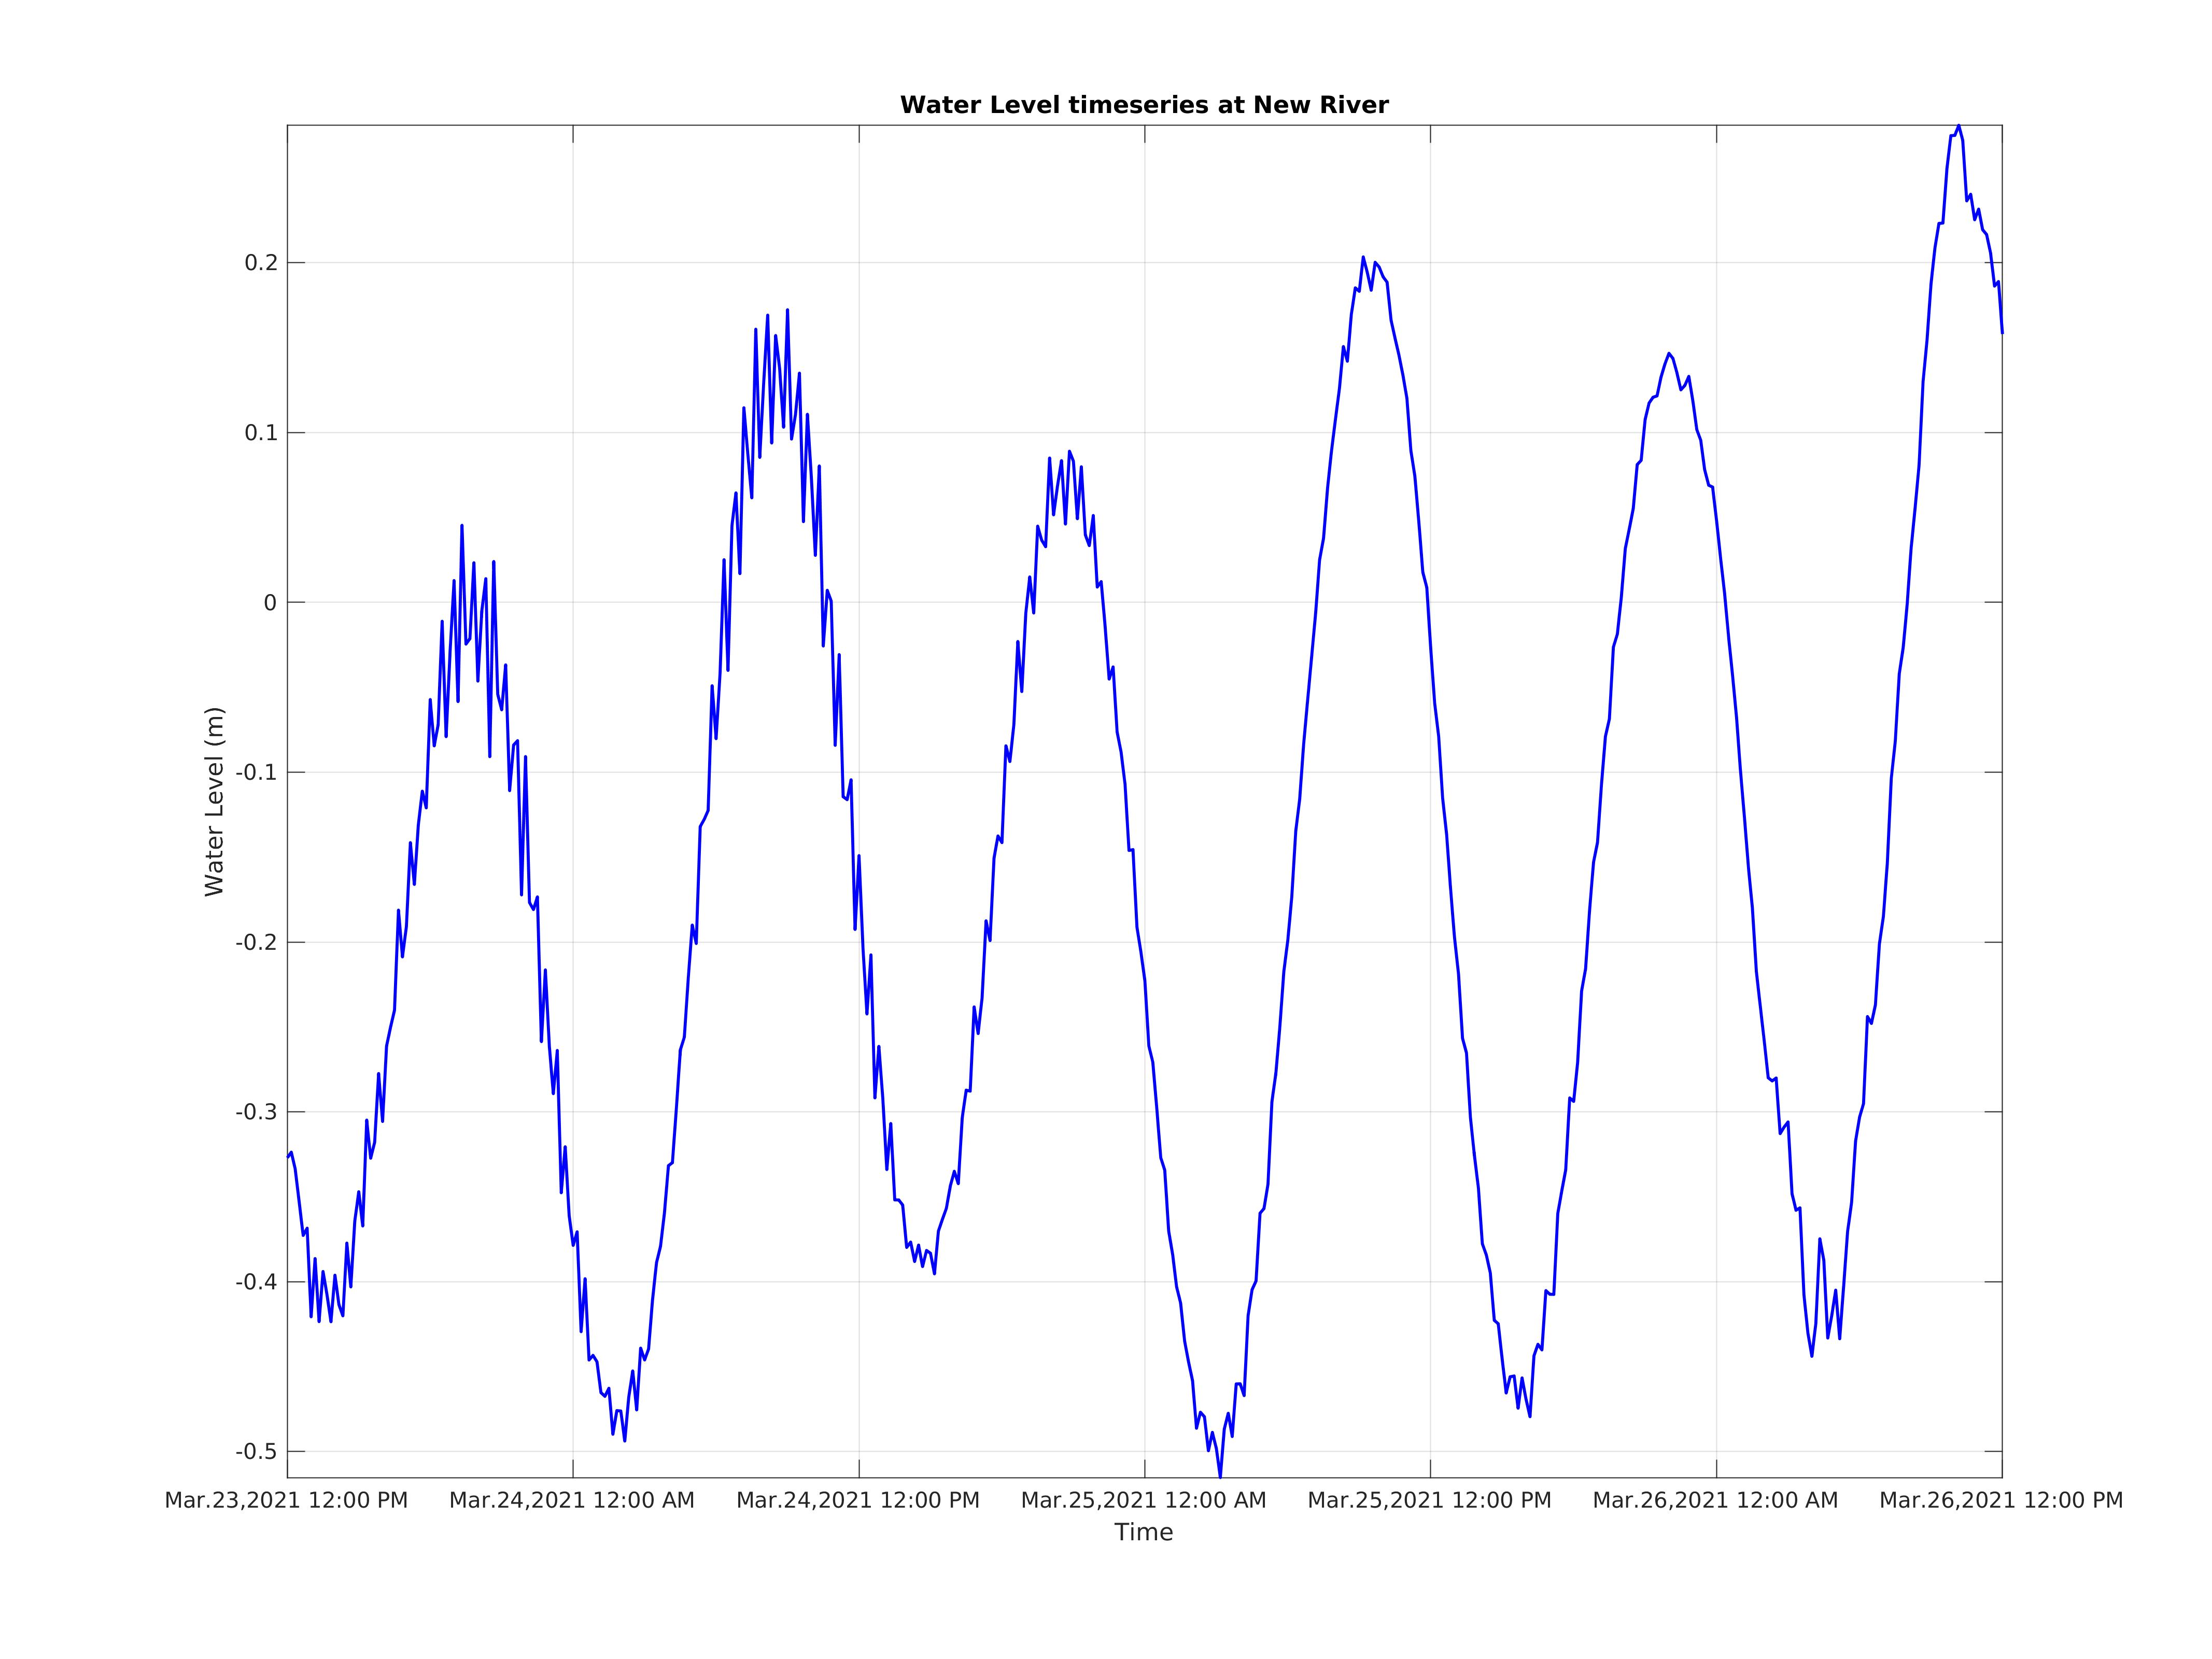 Water Level timeseries at New River
0.2
0.1
0
-0.1
-0.2
-0.3
-0.4
-0.5
Water Level (m)
Mar.23,2021 12:00 PM Mar.24,2021 12:00 AM Mar.24,2021 12:00 PM Mar.25,2021 12:00 AM Mar.25,2021 12:00 PM Mar.26,2021 12:00 AM Mar.26,2021 12:00 PM
Time